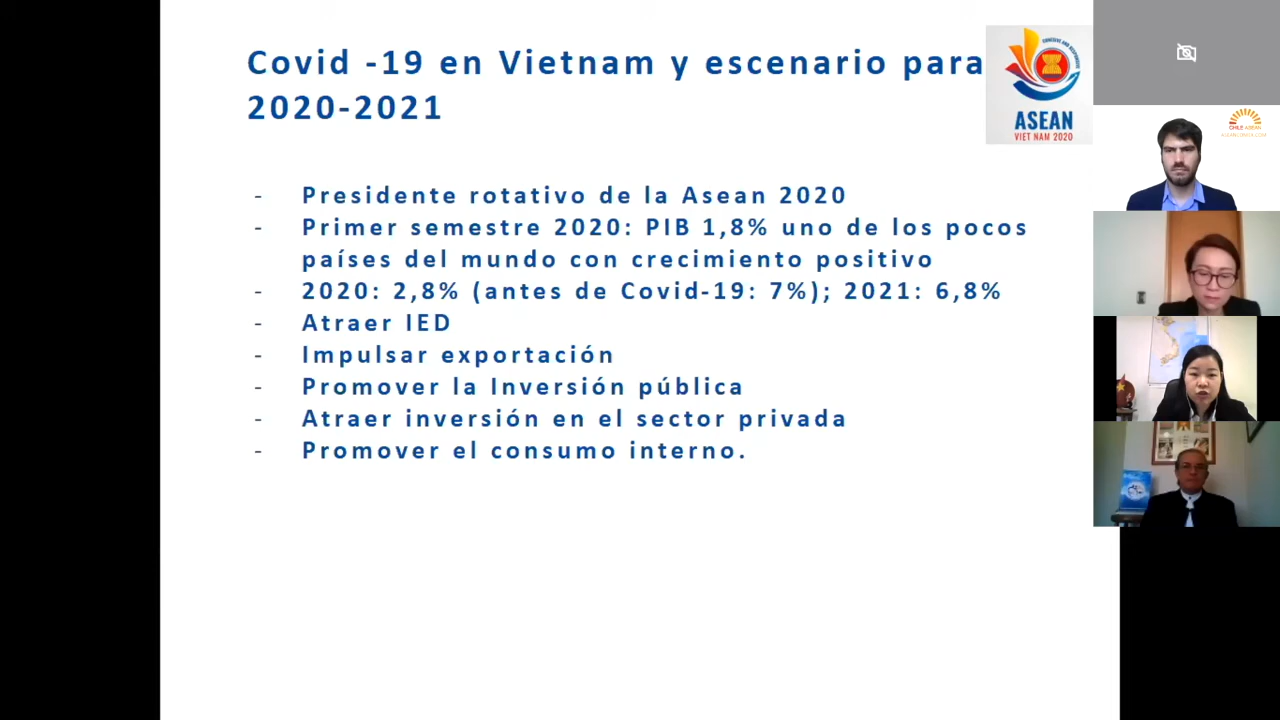 Covid -19 en Vietnam y escenario para
2020-2021
ASEAN
VIET NAM 2020
CHILE ASEAN
- Presidente rotativo de la Asean 2020
- Primer semestre 2020: PIB 1,8% uno de los pocos
países del mundo con crecimiento positivo
- 2020: 2,8% (antes de Covid-19: 7%); 2021: 6,8%
- Atraer IED
- Impulsar exportación
- Promover la Inversión pública
- Atraer inversión en el sector privada
- Promover el consumo interno.